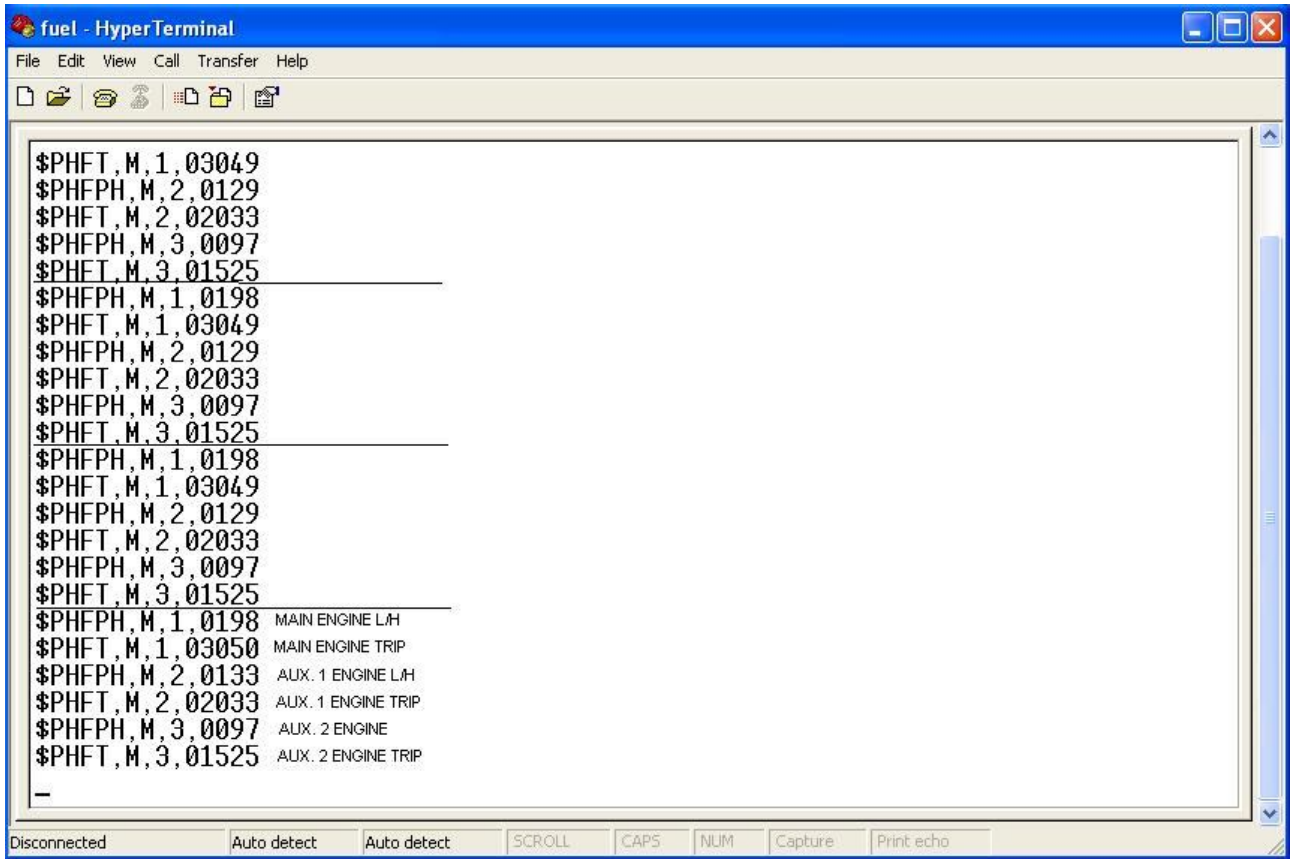 fuel - HyperTerminal
File Edit View Call Transfer Help
$PHFT,M,1,03049
$PHFPH,M,2,0129
$PHFT,M,2,02033
$PHFPH,M,3,0097
$PHFT,M,3,01525
$PHFPH,M,1,0198
$PHFT,M,1,03049
$PHFPH,M,2,0129
$PHFT,M,2,02033
$PHFPH,M,3,0097
$PHFT,M,3,01525
$PHFPH,M,1,0198
$PHFT,M,1,03049
$PHFPH,M,2,0129
$PHFT,M,2,02033
$PHFPH,M,3,0097
$PHFT,M,3,01525
$PHFPH,M,1,0198 MAIN ENGINE L/H
$PHFT,M,1,03050 MAIN ENGINE TRIP
$PHFPH,M,2,0133 AUX. 1 ENGINE L/H
$PHFT,M,2,02033 AUX. 1 ENGINE TRIP
$PHFPH,M,3,0097 AUX. 2 ENGINE
$PHFT,M,3,01525 AUX. 2 ENGINE TRIP
Disconnected Auto detect Auto detect SCROLL CAPS NUM Capture Print echo